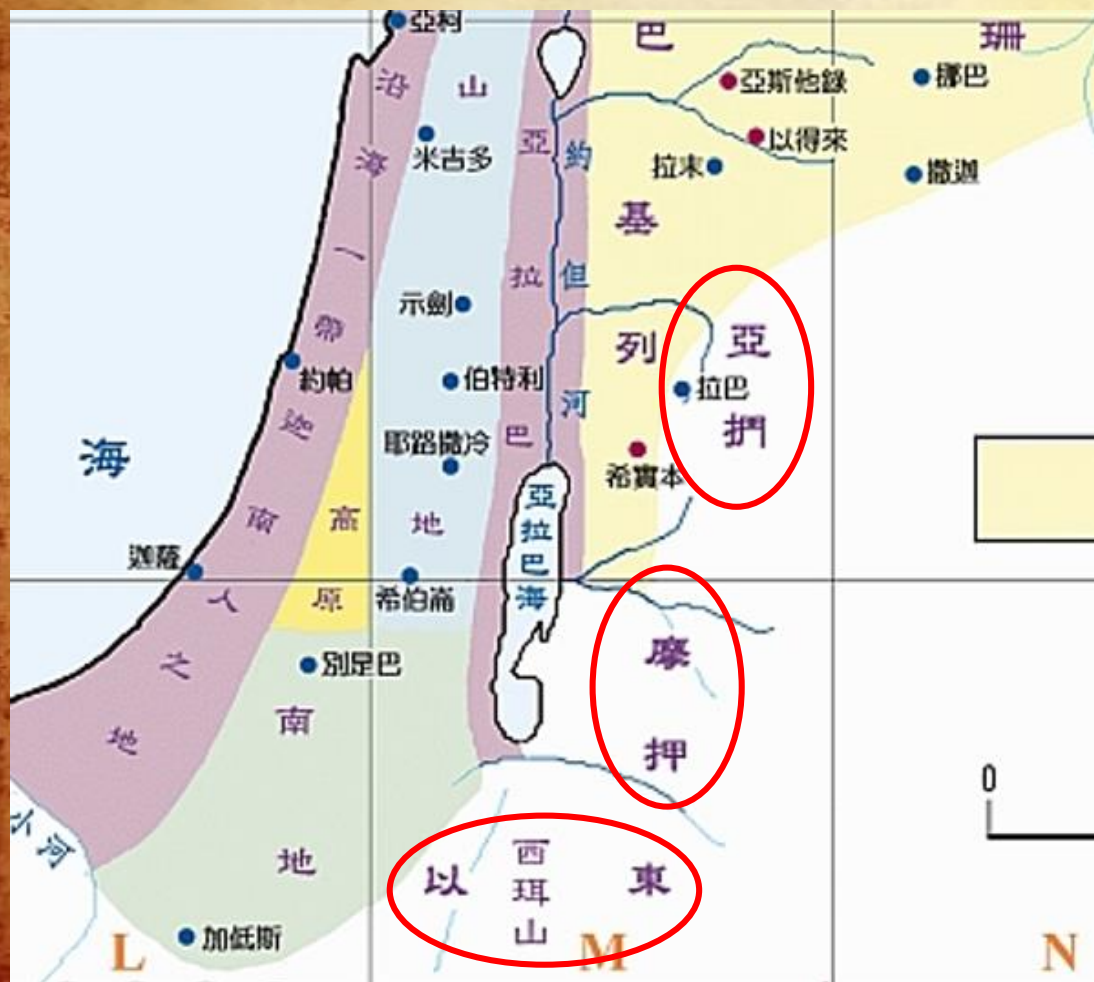 亞柯
巴珊
沿海一帶迦南人之地
山地
米吉多
亞拉巴
約但河
亞斯他錄
挪巴
以得來
拉末
撒迦
基列
示劍
約帕
伯特利
拉巴
亞捫
海
耶路撒冷
希實本
高原
亞拉巴海
迦薩
希伯崙
別是巴
摩押
南地
0
小河
以東
西珥山
加低斯
L
M
N